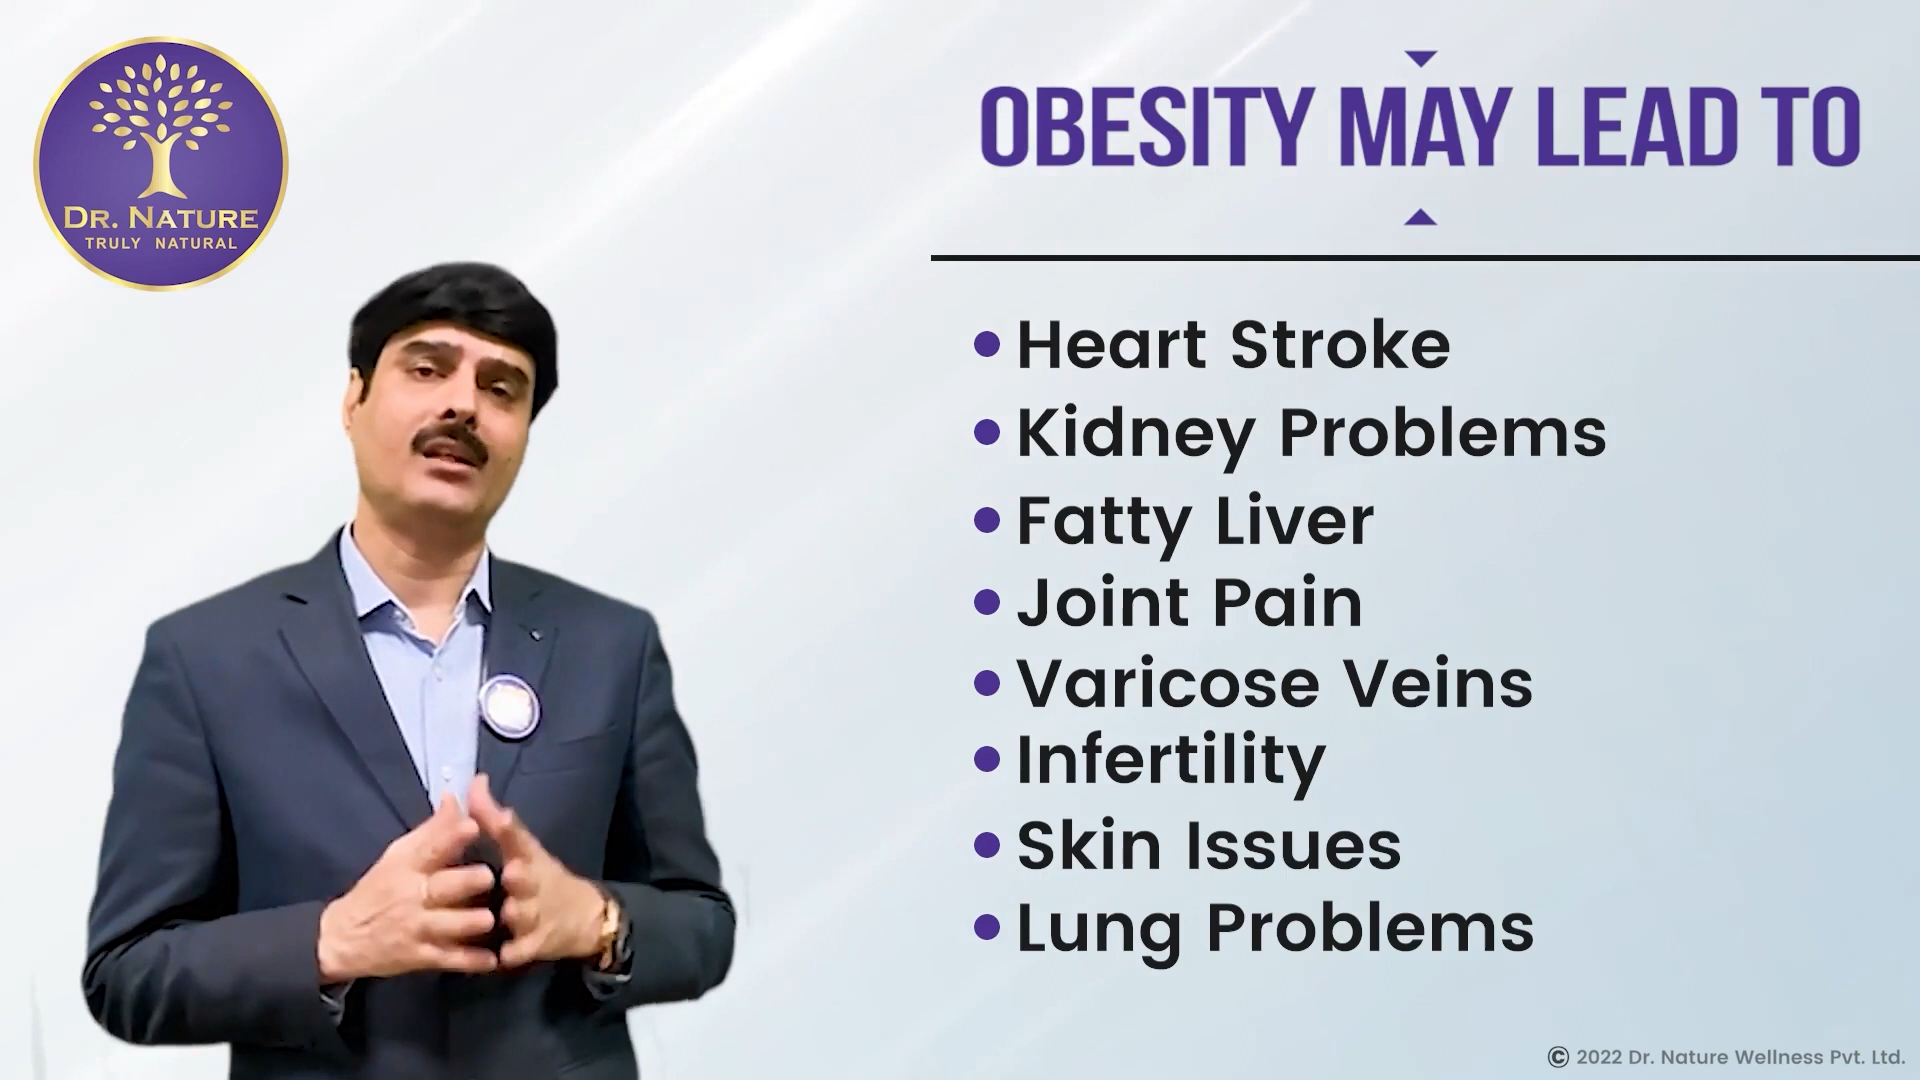 DR. NATURE
TRULY NATURAL
OBESITY MAY LEAD TO
Heart Stroke
Kidney Problems
Fatty Liver
Joint Pain
Varicose Veins
Infertility
Skin Issues
Lung Problems
© 2022 Dr. Nature Wellness Pvt. Ltd.